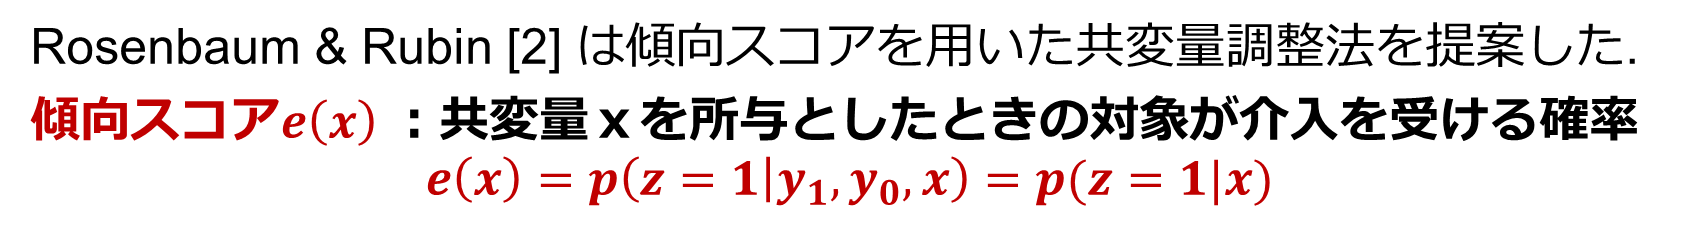 Rosenbaum & Rubin [2] は傾向スコアを用いた共変量調整法を提案した.
傾向スコアe(x) ：共変量 x を所与としたときの対象が介入を受ける確率
e(x) = p(z = 1|y₁, y₀, x) = p(z = 1|x)